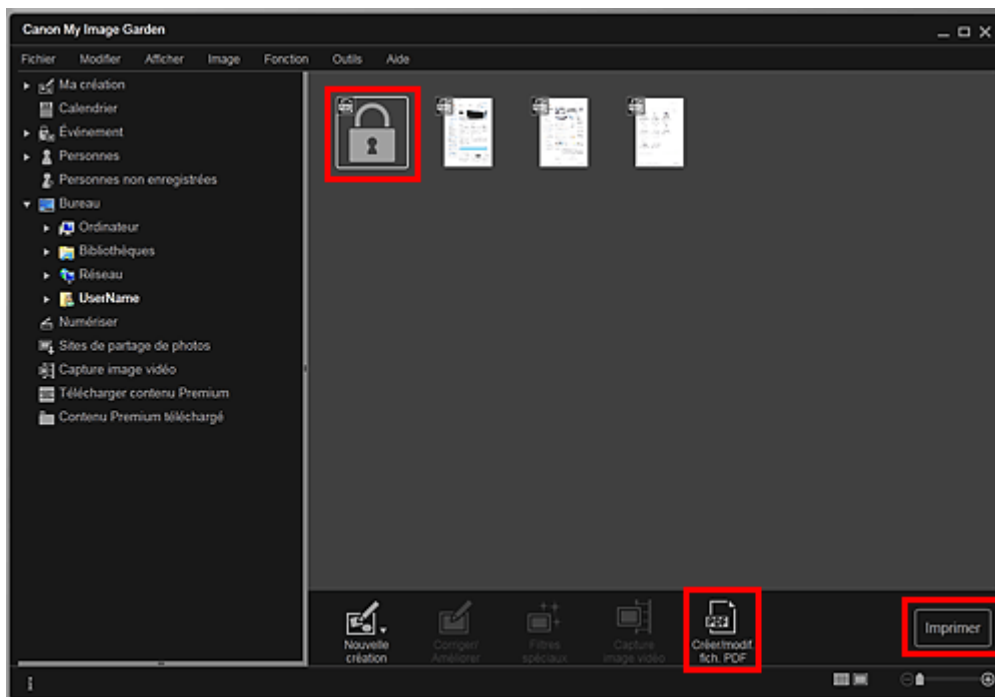 Canon My Image Garden
Fichier Modifier Afficher Image Fonction Outils Aide
Ma création
Calendrier
Événement
Personnes
Personnes non enregistrées
Bureau
Ordinateur
Bibliothèques
Réseau
UserName
Numériser
Sites de partage de photos
Capture image vidéo
Télécharger contenu Premium
Contenu Premium téléchargé
Nouvelle
création
Corriger/
Améliorer
Filtres
spéciaux
Capture
image vidéo
PDF
Créer/modif.
fich. PDF
Imprimer